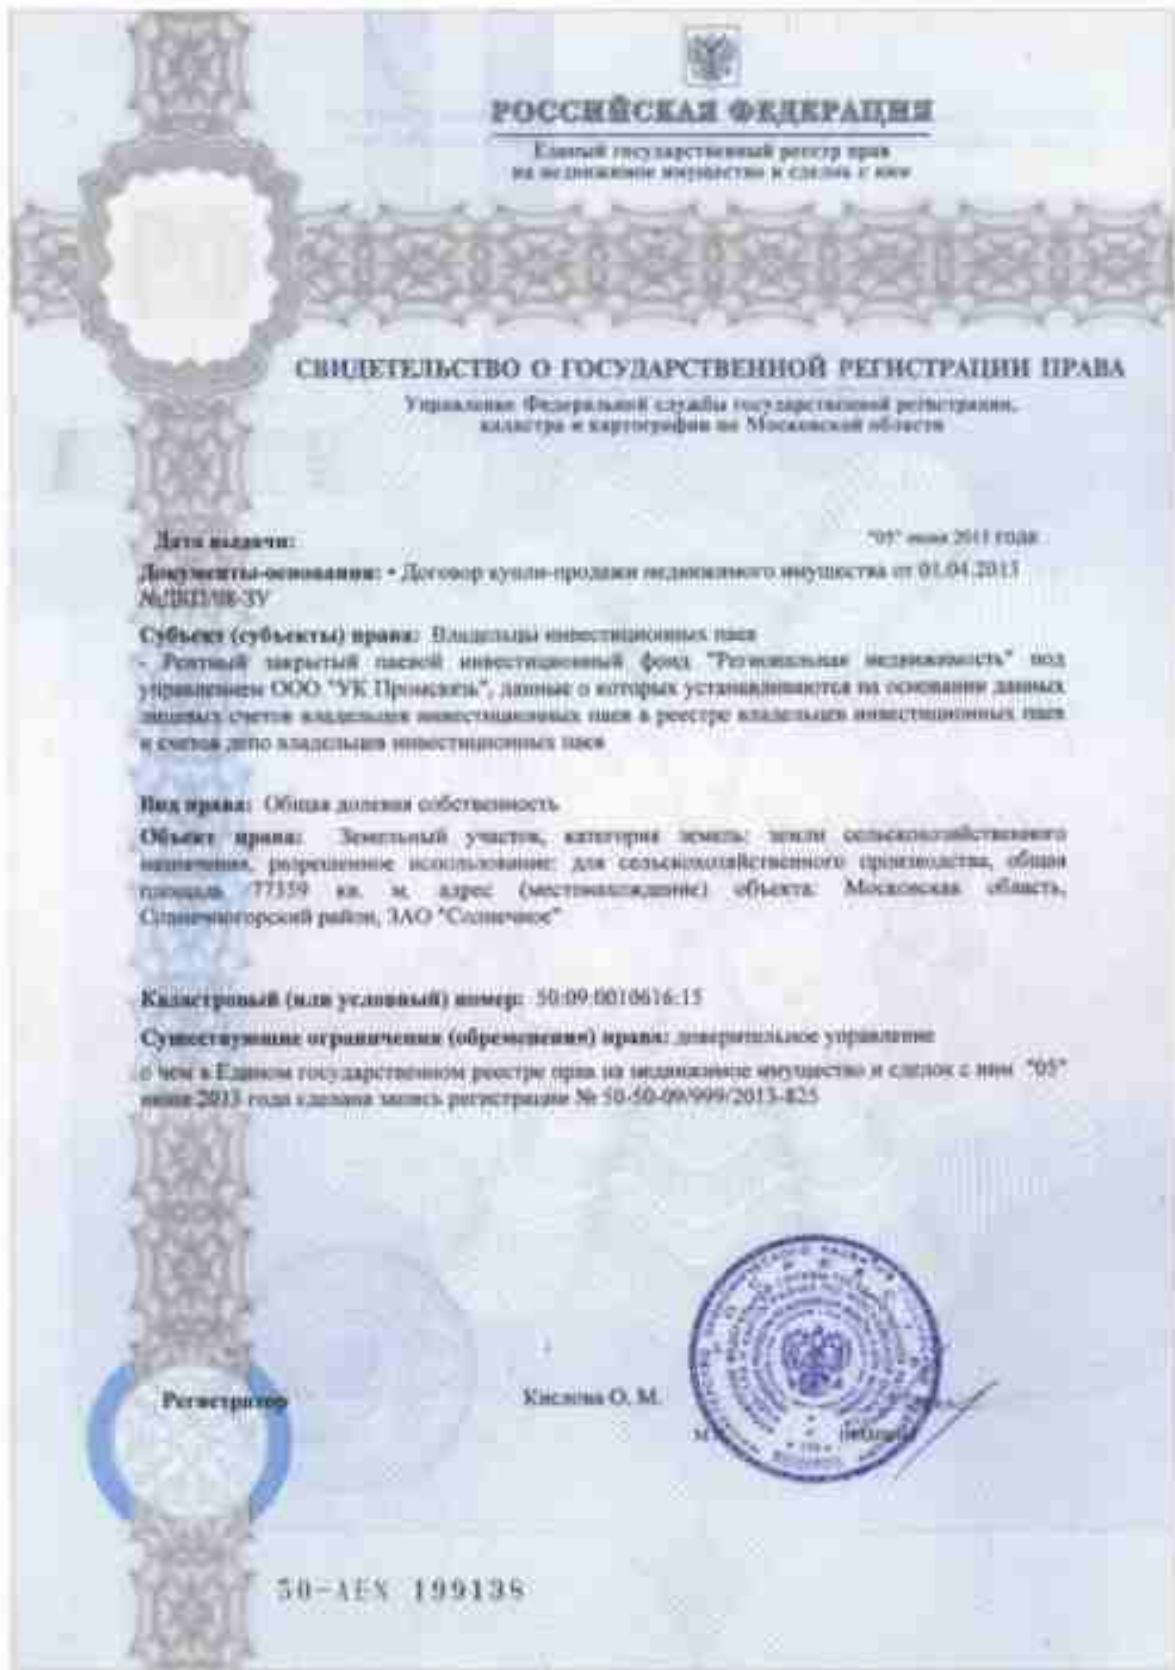 РОССИЙСКАЯ ФЕДЕРАЦИЯ
Единый государственный реестр прав
на недвижимое имущество и сделок с ним
СВИДЕТЕЛЬСТВО О ГОСУДАРСТВЕННОЙ РЕГИСТРАЦИИ ПРАВА
Управление Федеральной службы государственной регистрации,
кадастра и картографии по Московской области
Дата выдачи:
"05" июня 2013 года
Документы-основания: • Договор купли-продажи недвижимого имущества от 01.04.2013
Субъект (субъекты) права: Владельцы инвестиционных паев
- Рентный закрытый паевой инвестиционный фонд "Региональная недвижимость" под
управлением ООО "УК Промсвязь", данные о которых устанавливаются на основании данных
лицевых счетов владельцев инвестиционных паев в реестре владельцев инвестиционных паев
и счетов депо владельцев инвестиционных паев
Вид права: Общая долевая собственность
Объект права: Земельный участок, категория земель: земли сельскохозяйственного
назначения, разрешенное использование: для сельскохозяйственного производства, общая
площадь 77359 кв. м, адрес (местонахождение) объекта: Московская область,
Солнечногорский район, ЗАО "Солнечное"
Кадастровый (или условный) номер: 50:09:0010616:15
Существующие ограничения (обременения) права: доверительное управление
о чем в Едином государственном реестре прав на недвижимое имущество и сделок с ним "05"
июня 2013 года сделана запись регистрации № 50-50-09/999/2013-825
Регистратор
Кислова О. М.
50-АЕN 199138